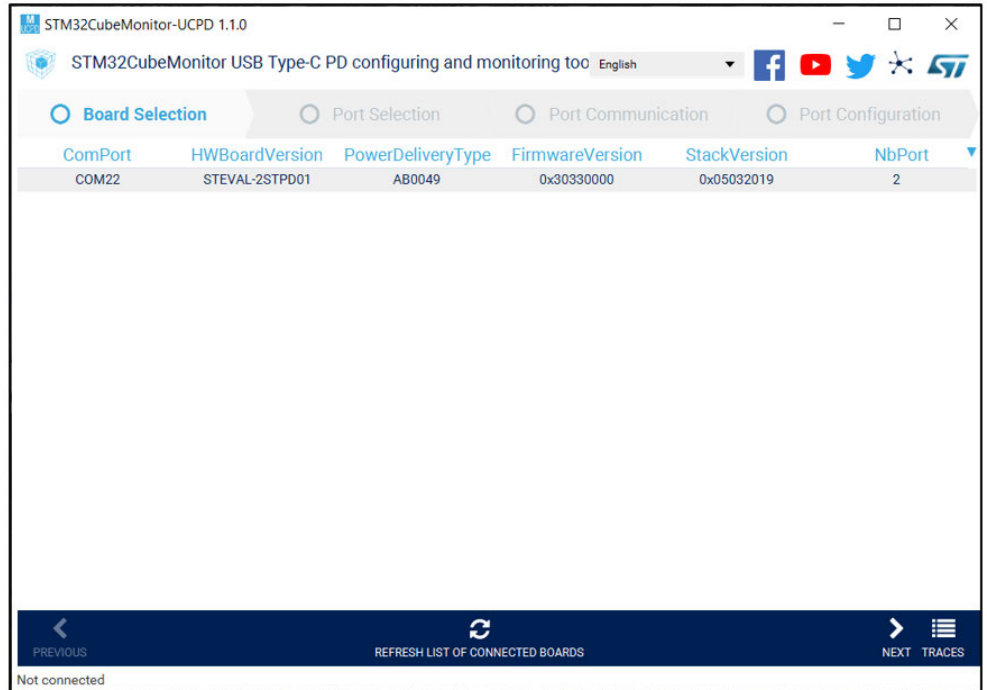 M
UCPD
STM32CubeMonitor-UCPD 1.1.0
STM32CubeMonitor USB Type-C PD configuring and monitoring too English
Board Selection Port Selection Port Communication Port Configuration
ComPort HWBoardVersion PowerDeliveryType FirmwareVersion StackVersion NbPort
COM22 STEVAL-2STPD01 AB0049 0x30330000 0x05032019 2
REFRESH LIST OF CONNECTED BOARDS
PREVIOUS NEXT TRACES
Not connected